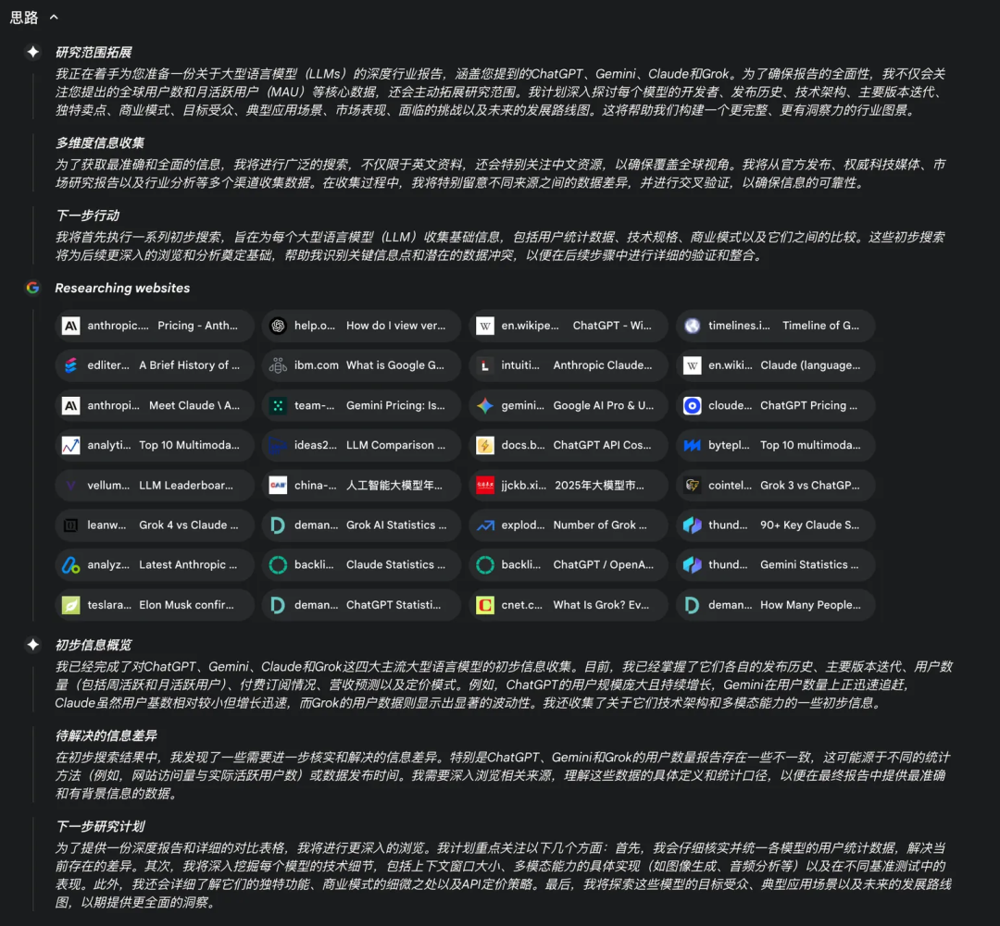 思路
研究范围拓展
我正在着手为您准备一份关于大型语言模型（LLMs）的深度行业报告，涵盖您提到的ChatGPT、Gemini、Claude和Grok。为了确保报告的全面性，我不仅会关
注您提出的全球用户数和月活跃用户（MAU）等核心数据，还会主动拓展研究范围。我计划深入探讨每个模型的开发者、发布历史、技术架构、主要版本迭代、
独特卖点、商业模式、目标受众、典型应用场景、市场表现、面临的挑战以及未来的发展路线图。这将帮助我们构建一个更完整、更有洞察力的行业图景。
多维度信息收集
为了获取最准确和全面的信息，我将进行广泛的搜索，不仅限于英文资料，还会特别关注中文资源，以确保覆盖全球视角。我将从官方发布、权威科技媒体、市
场研究报告以及行业分析等多个渠道收集数据。在收集过程中，我将特别留意不同来源之间的数据差异，并进行交叉验证，以确保信息的可靠性。
下一步行动
我将首先执行一系列初步搜索，旨在为每个大型语言模型（LLM）收集基础信息，包括用户统计数据、技术规格、商业模式以及它们之间的比较。这些初步搜索
将为后续更深入的浏览和分析奠定基础，帮助我识别关键信息点和潜在的数据冲突，以便在后续步骤中进行详细的验证和整合。
Researching websites
anthropic.... Pricing - Anth... help.o... How do I view ver... en.wikipe... ChatGPT - Wi... timelines.i... Timeline of G...
edliter... A Brief History of ... ibm.com What is Google G... intuiti... Anthropic Claude... en.wiki... Claude (language...
anthropi... Meet Claude \ A... team-... Gemini Pricing: Is... gemini... Google AI Pro & U... cloude... ChatGPT Pricing ...
analyti... Top 10 Multimoda... ideas2... LLM Comparison ... docs.b... ChatGPT API Cos... bytepl... Top 10 multimoda...
vellum... LLM Leaderboar... china-... 人工智能大模型年... jjckb.xi... 2025年大模型市... cointel... Grok 3 vs ChatGP...
leanw... Grok 4 vs Claude ... deman... Grok AI Statistics ... explod... Number of Grok ... thund... 90+ Key Claude S...
analyz... Latest Anthropic ... backli... Claude Statistics ... backli... ChatGPT / OpenA... thund... Gemini Statistics ...
teslara... Elon Musk confir... deman... ChatGPT Statisti... cnet.c... What Is Grok? Ev... deman... How Many People...
初步信息概览
我已经完成了对ChatGPT、Gemini、Claude和Grok这四大主流大型语言模型的初步信息收集。目前，我已经掌握了它们各自的发布历史、主要版本迭代、用户数
量（包括周活跃和月活跃用户）、付费订阅情况、营收预测以及定价模式。例如，ChatGPT的用户规模庞大且持续增长，Gemini在用户数量上正迅速追赶，
Claude虽然用户基数相对较小但增长迅速，而Grok的用户数据则显示出显著的波动性。我还收集了关于它们技术架构和多模态能力的一些初步信息。
待解决的信息差异
在初步搜索结果中，我发现了一些需要进一步核实和解决的信息差异。特别是ChatGPT、Gemini和Grok的用户数量报告存在一些不一致，这可能源于不同的统计
方法（例如，网站访问量与实际活跃用户数）或数据发布时间。我需要深入浏览相关来源，理解这些数据的具体定义和统计口径，以便在最终报告中提供最准确
和有背景信息的数据。
下一步研究计划
为了提供一份深度报告和详细的对比表格，我将进行更深入的浏览。我计划重点关注以下几个方面：首先，我会仔细核实并统一各模型的用户统计数据，解决当
前存在的差异。其次，我将深入挖掘每个模型的技术细节，包括上下文窗口大小、多模态能力的具体实现（如图像生成、音频分析等）以及在不同基准测试中的
表现。此外，我还会详细了解它们的独特功能、商业模式的细微之处以及API定价策略。最后，我将探索这些模型的目标受众、典型应用场景以及未来的发展路线
图，以期提供更全面的洞察。